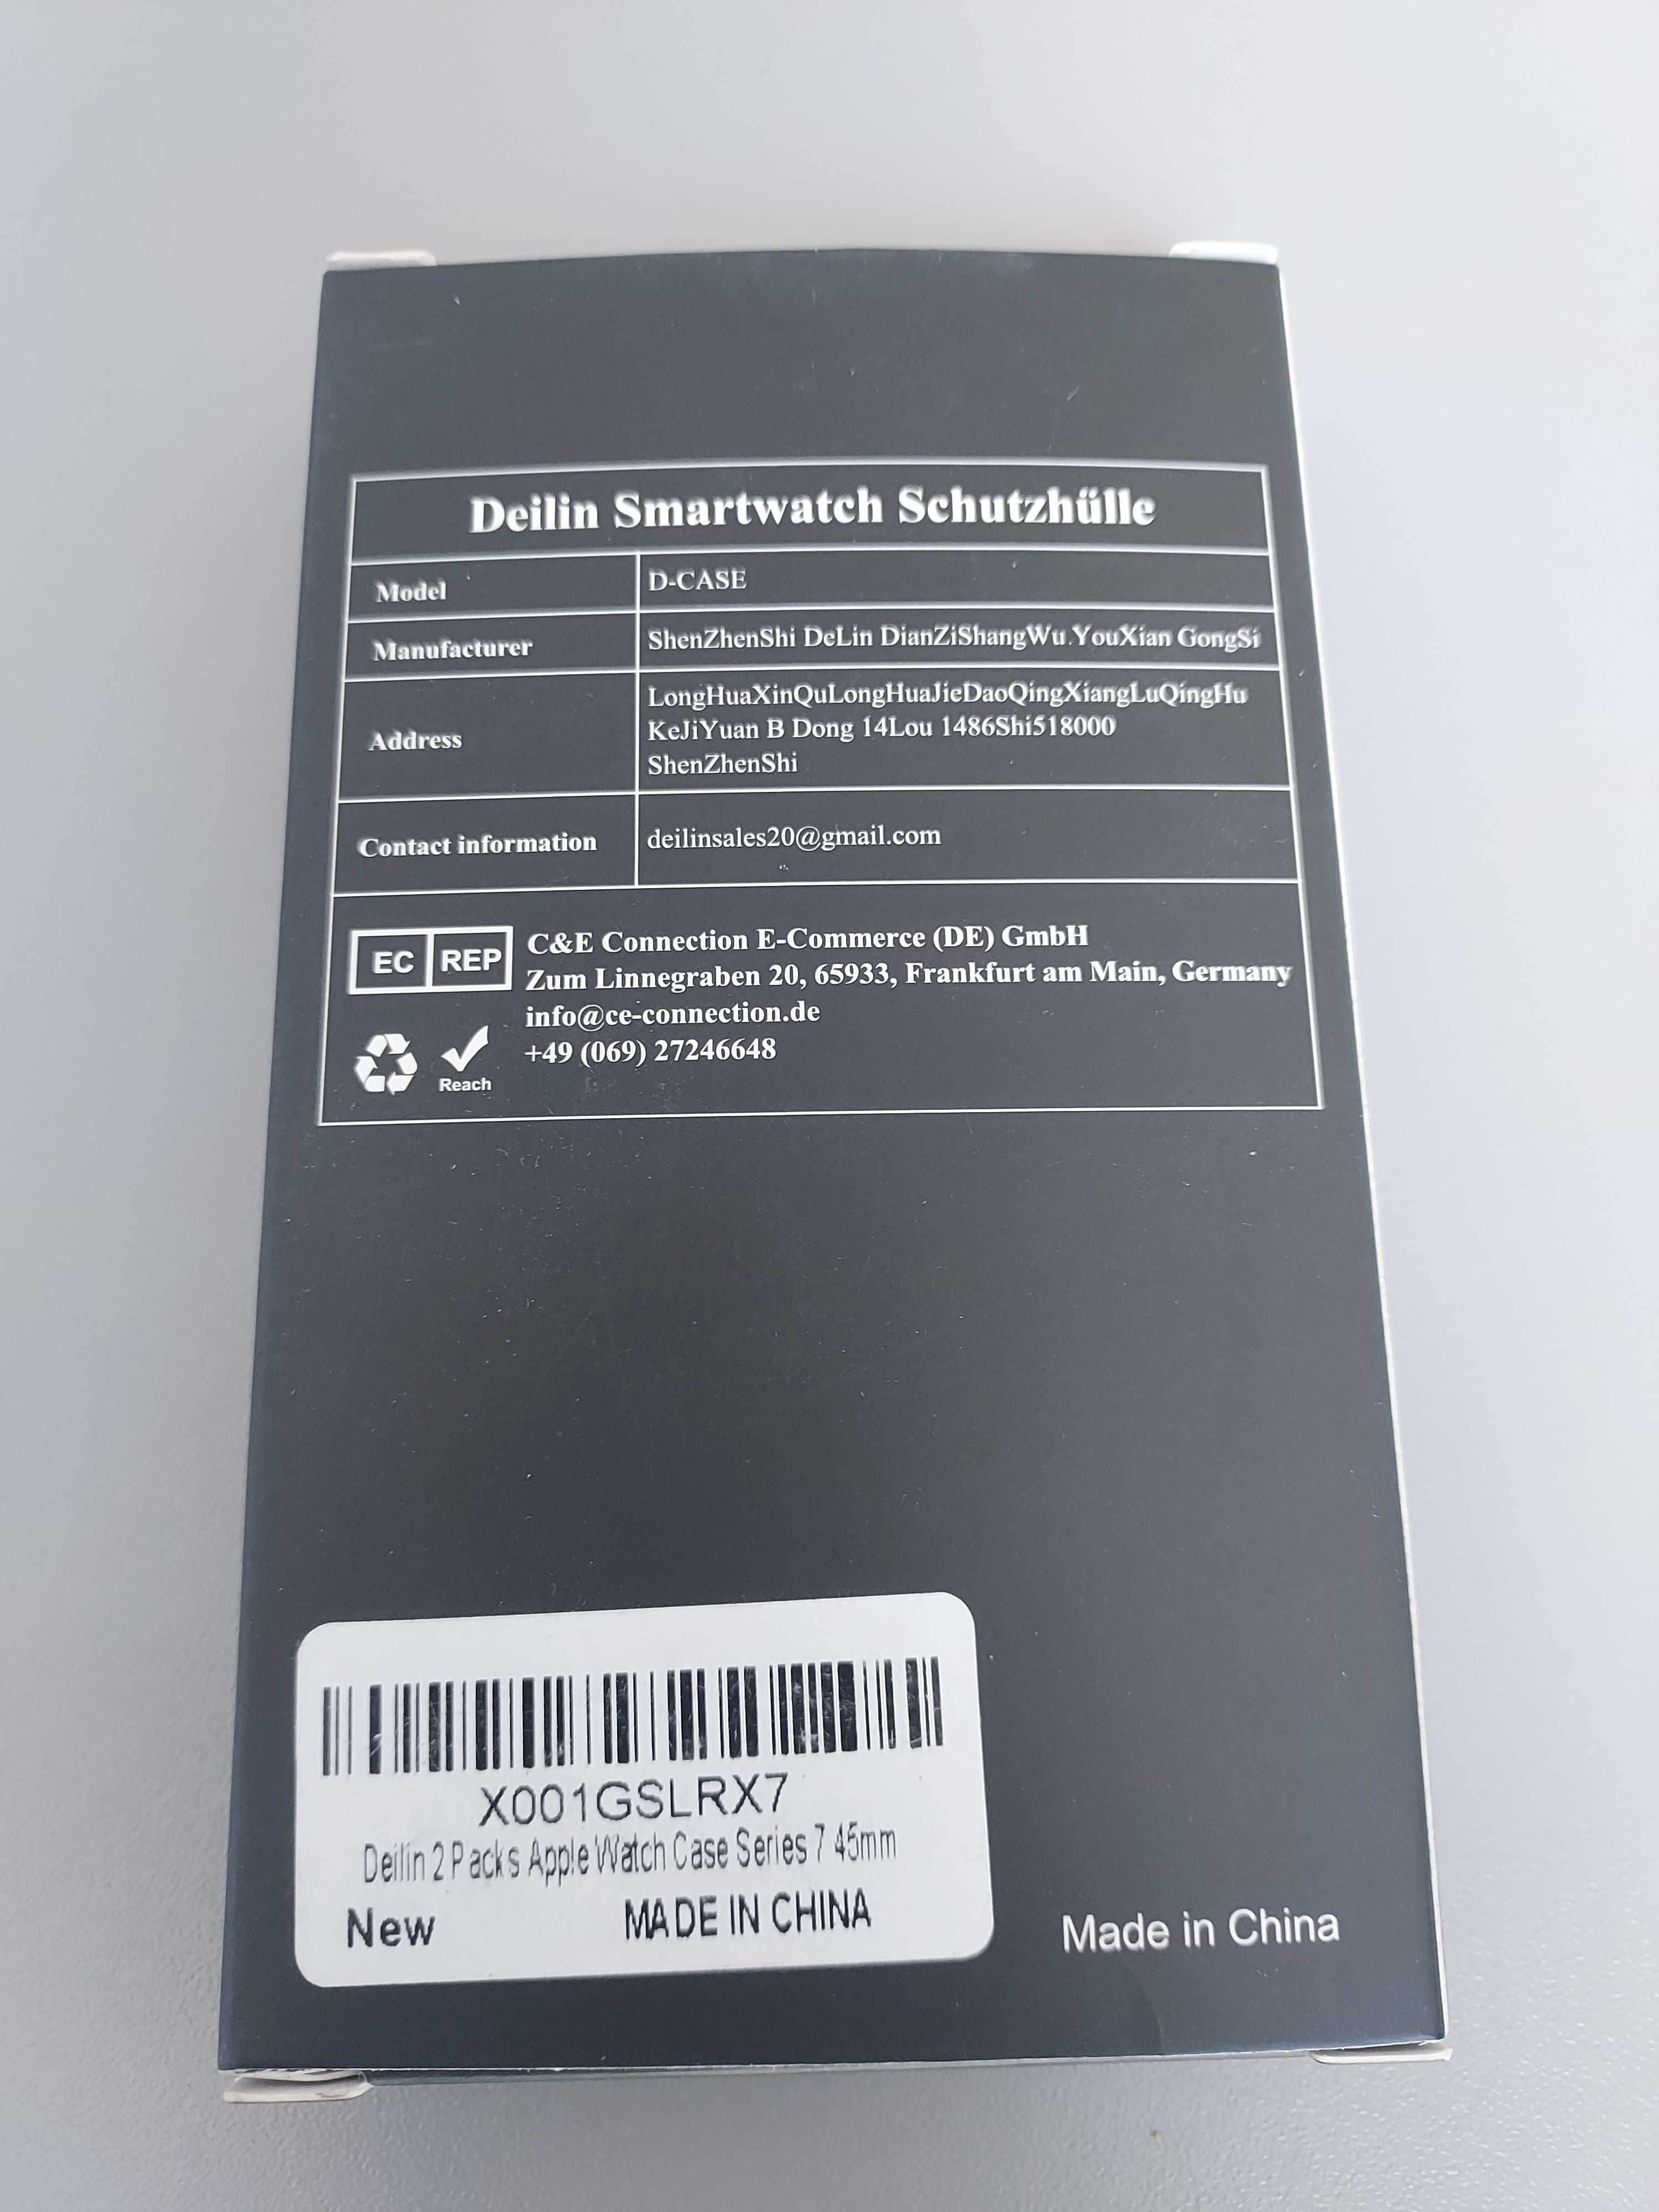 Deilin Smartwatch Schutzhülle
Model D-CASE
Manufacturer ShenZhenShi DeLin DianZiShangWu.YouXian GongSi
Address LongHuaXinQuLongHuaJieDaoQingXiangLuQingHu
KeJiYuan B Dong 14Lou 1486Shi518000
ShenZhenShi
Contact information deilinsales20@gmail.com
EC REP
C&E Connection E-Commerce (DE) GmbH
Zum Linnegraben 20, 65933, Frankfurt am Main, Germany
info@ce-connection.de
+49 (069) 27246648
Reach
X001GSLRX7
Deilin 2 Packs Apple Watch Case Series 7 45mm
New MADE IN CHINA
Made in China